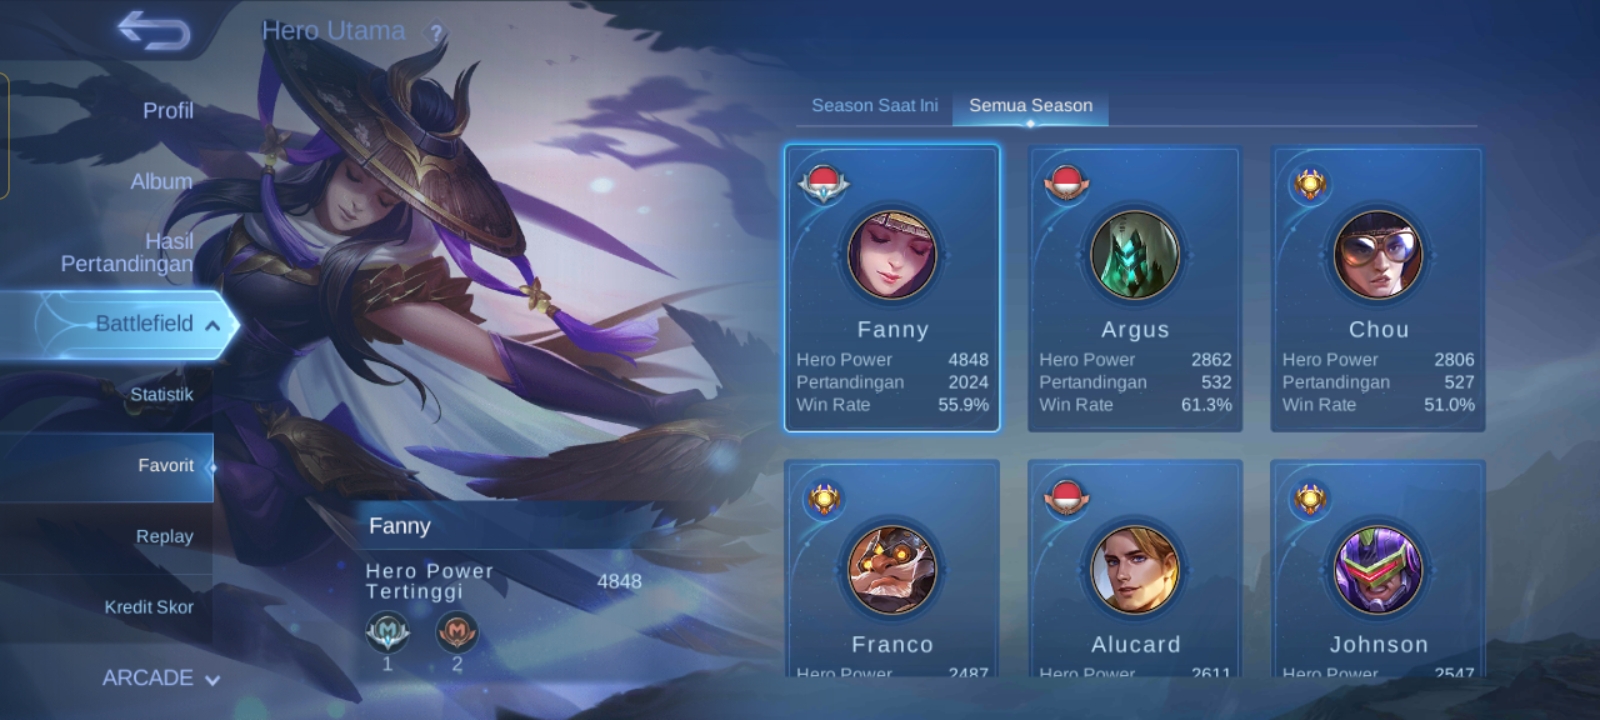 Hero Utama ?
Profil
Album
Hasil
Pertandingan
Battlefield
Statistik
Favorit
Replay
Kredit Skor
ARCADE
Fanny
Hero Power
Tertinggi
4848
1 2
Season Saat Ini Semua Season
Fanny
Hero Power 4848
Pertandingan 2024
Win Rate 55.9%
Argus
Hero Power 2862
Pertandingan 532
Win Rate 61.3%
Chou
Hero Power 2806
Pertandingan 527
Win Rate 51.0%
Franco
Hero Power 2487
Alucard
Hero Power 2611
Johnson
Hero Power 2547